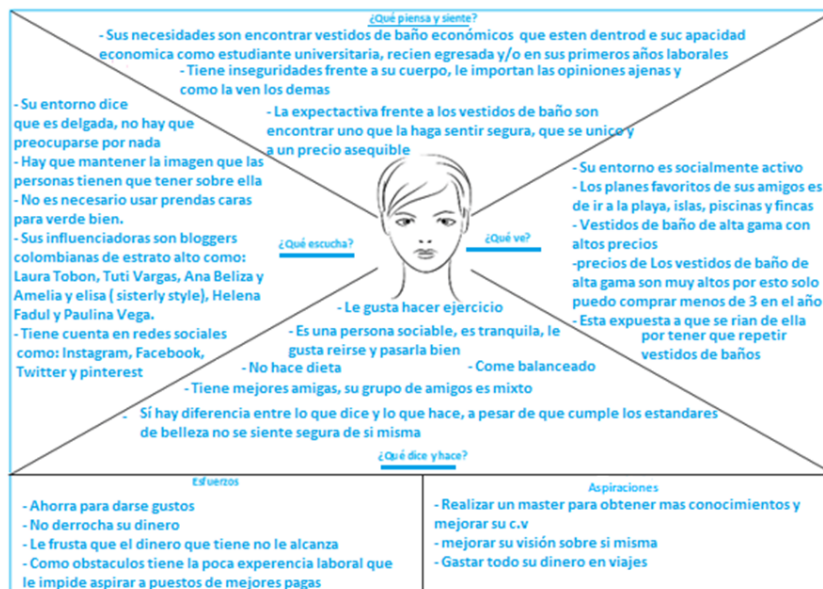 ¿Qué piensa y siente?
- Sus necesidades son encontrar vestidos de baño económicos que esten dentrod e suc apacidad
economica como estudiante universitaria, recien egresada y/o en sus primeros años laborales
- Tiene inseguridades frente a su cuerpo, le importan las opiniones ajenas y
como la ven los demas
- La expectactiva frente a los vestidos de baño son
encontrar uno que la haga sentir segura, que se unico y
a un precio asequible
- Su entorno dice
que es delgada, no hay que
preocuparse por nada
- Hay que mantener la imagen que las
personas tienen que tener sobre ella
- No es necesario usar prendas caras
para verde bien.
- Sus influenciadoras son bloggers
colombianas de estrato alto como:
Laura Tobon, Tuti Vargas, Ana Beliza y
Amelia y elisa ( sisterly style), Helena
Fadul y Paulina Vega.
- Tiene cuenta en redes sociales
como: Instagram, Facebook,
Twitter y pinterest
¿Qué escucha?
¿Qué ve?
- Su entorno es socialmente activo
- Los planes favoritos de sus amigos es
de ir a la playa, islas, piscinas y fincas
- Vestidos de baño de alta gama con
altos precios
-precios de Los vestidos de baño de
alta gama son muy altos por esto solo
puedo comprar menos de 3 en el año
- Esta expuesta a que se rian de ella
por tener que repetir
vestidos de baños
- Le gusta hacer ejercicio
- Es una persona sociable, es tranquila, le
gusta reirse y pasarla bien
- No hace dieta
- Come balanceado
- Tiene mejores amigas, su grupo de amigos es mixto
- Sí hay diferencia entre lo que dice y lo que hace, a pesar de que cumple los estandares
de belleza no se siente segura de si misma
¿Qué dice y hace?
Esfuerzos
- Ahorra para darse gustos
- No derrocha su dinero
- Le frusta que el dinero que tiene no le alcanza
- Como obstaculos tiene la poca experencia laboral que
le impide aspirar a puestos de mejores pagas
Aspiraciones
- Realizar un master para obtener mas conocimientos y
mejorar su c.v
- mejorar su visión sobre si misma
- Gastar todo su dinero en viajes